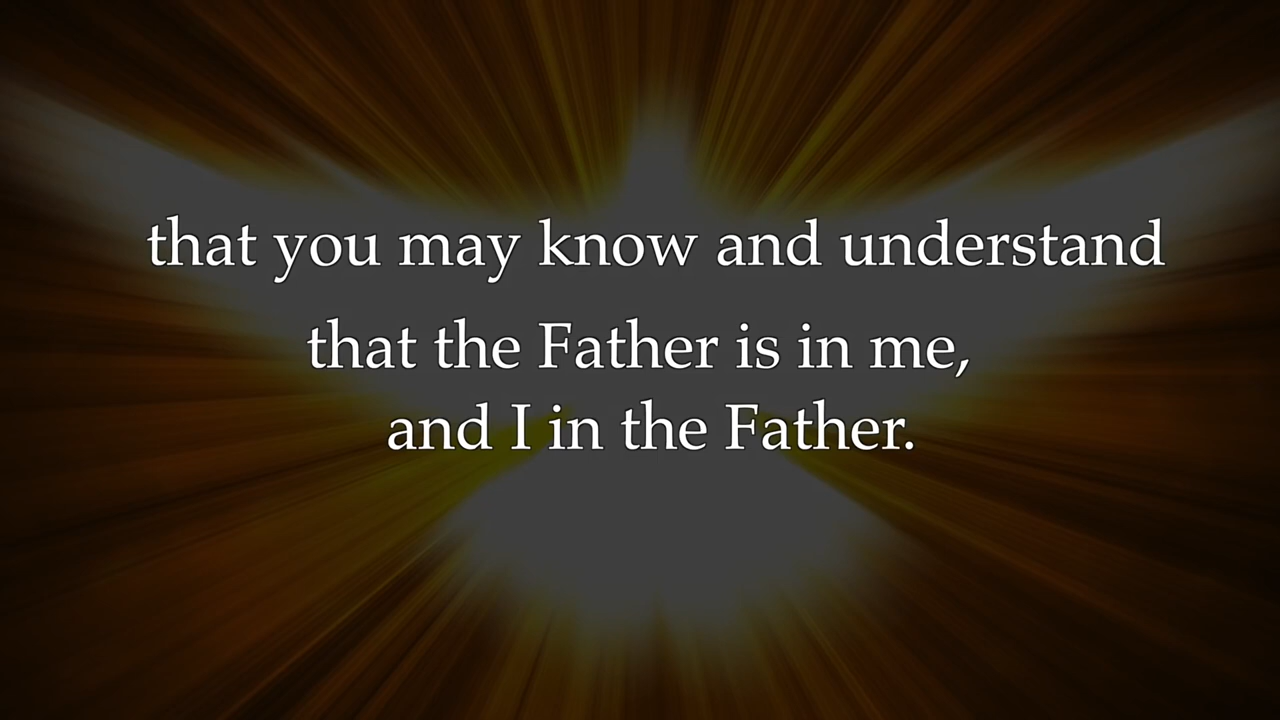 that you may know and understand
that the Father is in me,
and I in the Father.